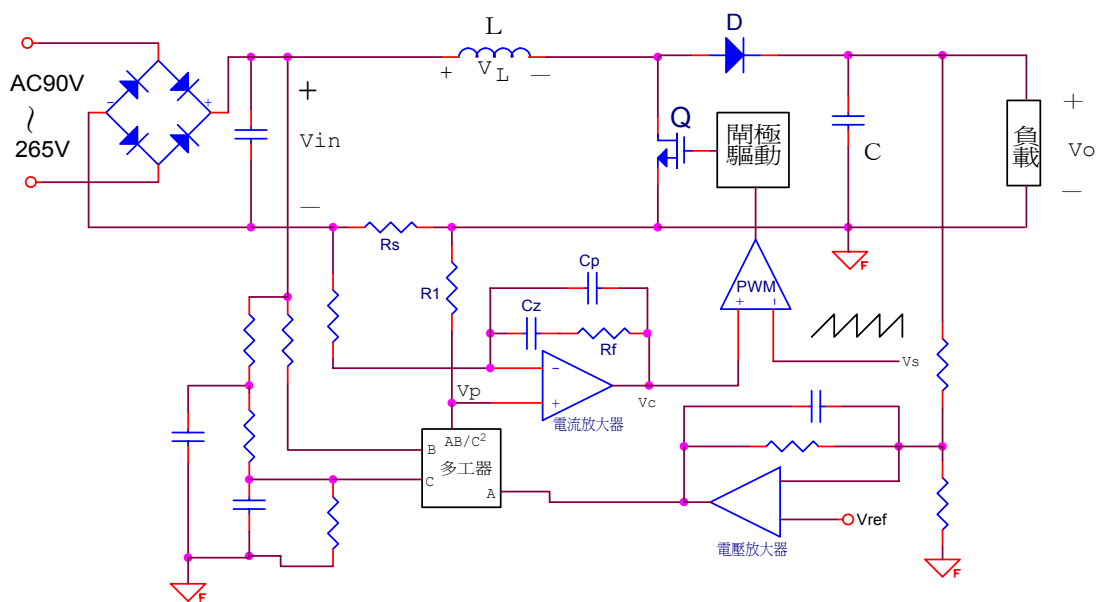 L
D
AC90V
~
265V
-
+
+
Vin
—
+
VL
—
Q
閘極
驅動
C
負
載
+
Vo
—
Rs
F
R1
Cp
Cz
Rf
PWM
+
-
Vs
-
+
Vp
Vc
電流放大器
AB/C²
B
多工器
C
A
Vref
電壓放大器
F
F